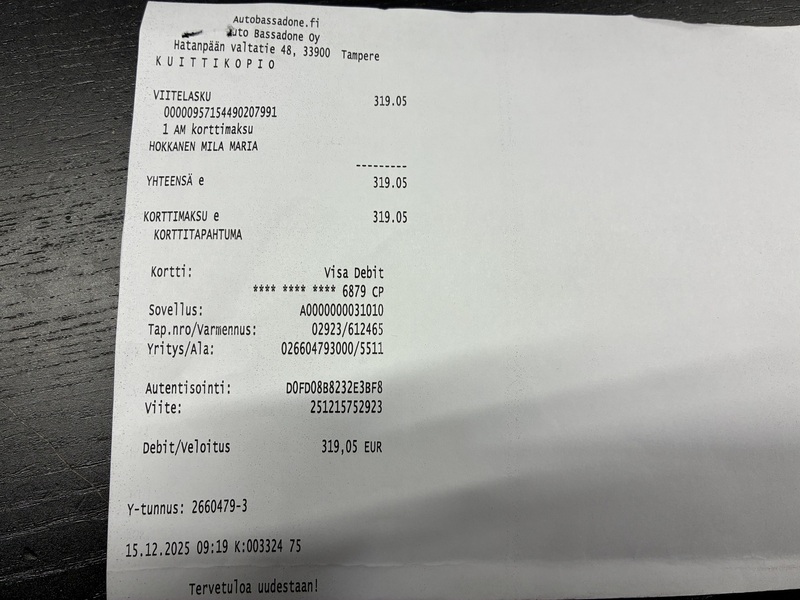 Autobassadone.fi
Auto Bassadone Oy
Hatanpään valtatie 48, 33900 Tampere
K U I T T I K O P I O
VIITELASKU 319.05
00000957154490207991
1 AM korttimaksu
HOKKANEN MILA MARIA
---------
YHTEENSÄ e 319.05
KORTTIMAKSU e 319.05
KORTTITAPAHTUMA
Kortti: Visa Debit
**** **** **** 6879 CP
Sovellus: A0000000031010
Tap.nro/Varmennus: 02923/612465
Yritys/Ala: 026604793000/5511
Autentisointi: D0FD08B8232E3BF8
Viite: 251215752923
Debit/Veloitus 319,05 EUR
Y-tunnus: 2660479-3
15.12.2025 09:19 K:003324 75
Tervetuloa uudestaan!